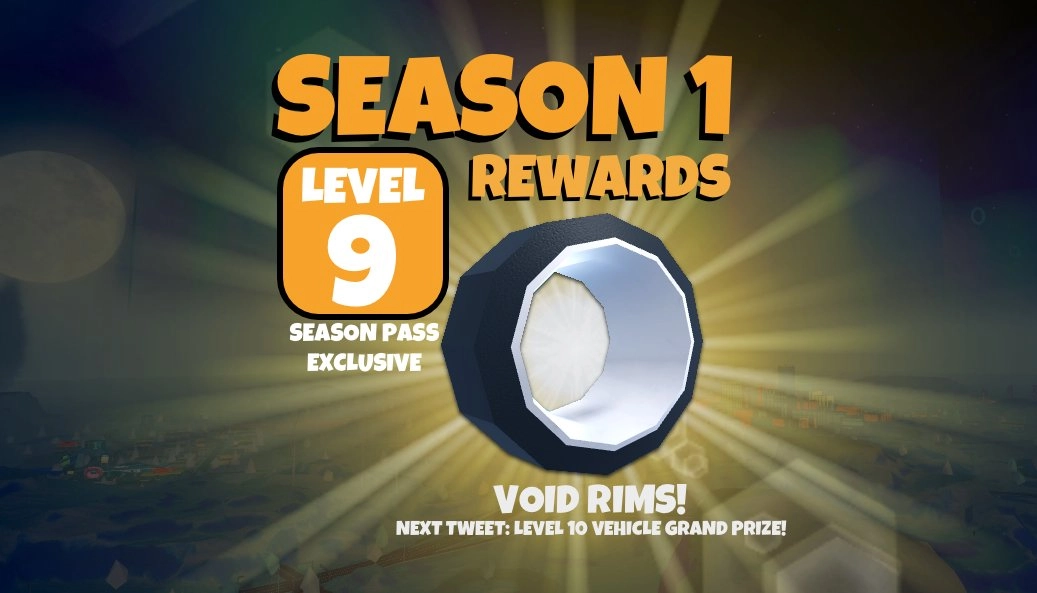 SEASON 1
REWARDS
LEVEL
9
SEASON PASS
EXCLUSIVE
VOID RIMS!
NEXT TWEET: LEVEL 10 VEHICLE GRAND PRIZE!